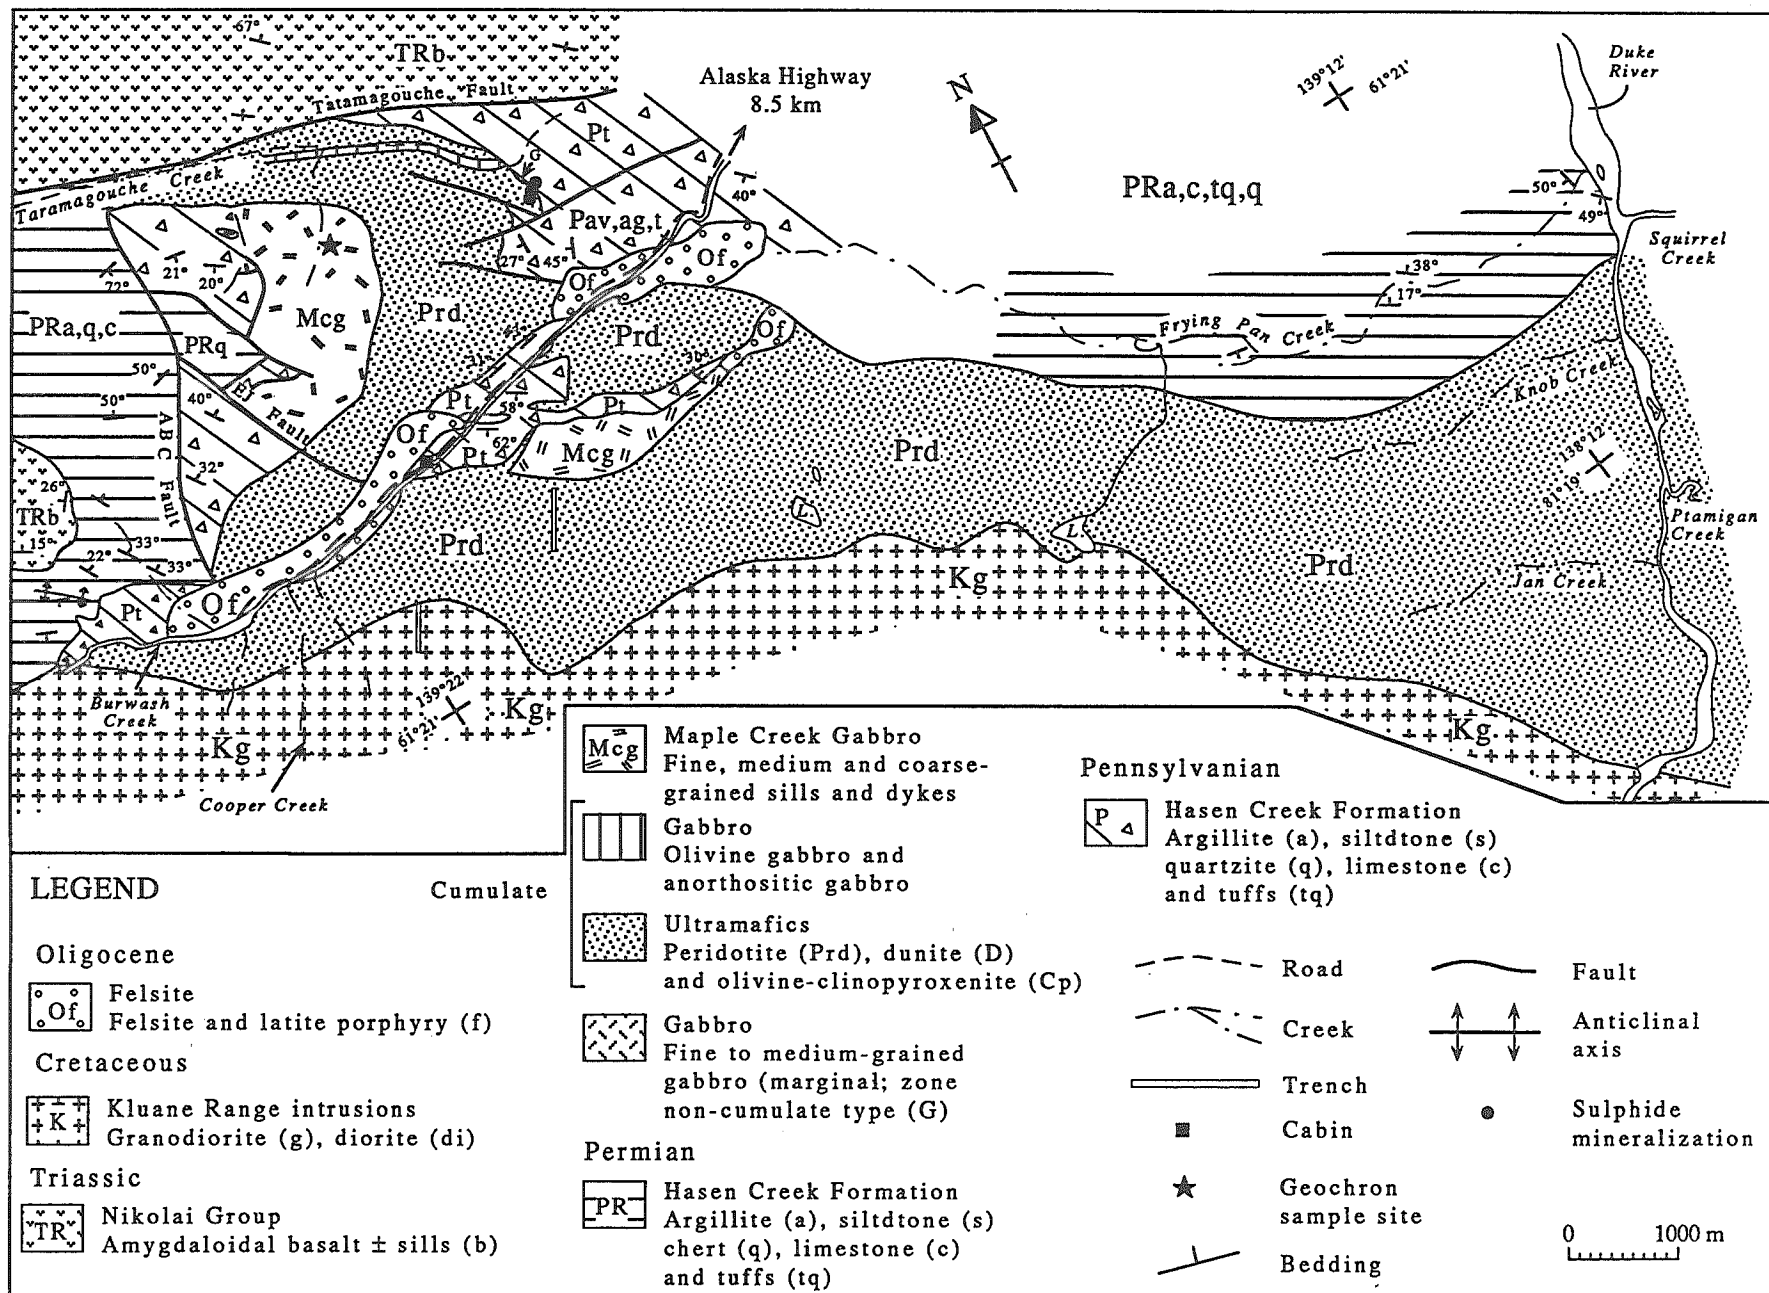 67°
TRb
Tatamagouche Fault
Taramagouche Creek
Alaska Highway
8.5 km
N
139°12'
61°21'
Duke
River
Pt
G
40°
PRa,c,tq,q
50°
49°
Squirrel
Creek
Pav,ag,t
27°
45°
Of
Of
21°
20°
72°
Mcg
Prd
Prd
Of
38°
17°
Frying Pan Creek
Knob Creek
PRa,q,c
PRq
50°
50°
40°
Fault
ABC Fault
32°
Pt
58°
62°
Pt
Of
Pt
Mcg
Prd
138°12'
81°19'
26°
TRb
15°
22°
33°
33°
Prd
L
L
Ptamigan
Creek
Prd
Jan Creek
Pt
Of
Kg
Burwash
Creek
Kg
139°22'
61°21'
Kg
Kg
Cooper Creek
LEGEND
Cumulate
Oligocene
Of
Felsite
Felsite and latite porphyry (f)
Cretaceous
K
Kluane Range intrusions
Granodiorite (g), diorite (di)
Triassic
TR
Nikolai Group
Amygdaloidal basalt ± sills (b)
Mcg
Maple Creek Gabbro
Fine, medium and coarse-
grained sills and dykes
Gabbro
Olivine gabbro and
anorthositic gabbro
Ultramafics
Peridotite (Prd), dunite (D)
and olivine-clinopyroxenite (Cp)
Gabbro
Fine to medium-grained
gabbro (marginal; zone
non-cumulate type (G)
Permian
PR
Hasen Creek Formation
Argillite (a), siltdtone (s)
chert (q), limestone (c)
and tuffs (tq)
Pennsylvanian
P
Hasen Creek Formation
Argillite (a), siltdtone (s)
quartzite (q), limestone (c)
and tuffs (tq)
Road
Creek
Trench
Cabin
Geochron
sample site
Bedding
Fault
Anticlinal
axis
Sulphide
mineralization
0 1000 m